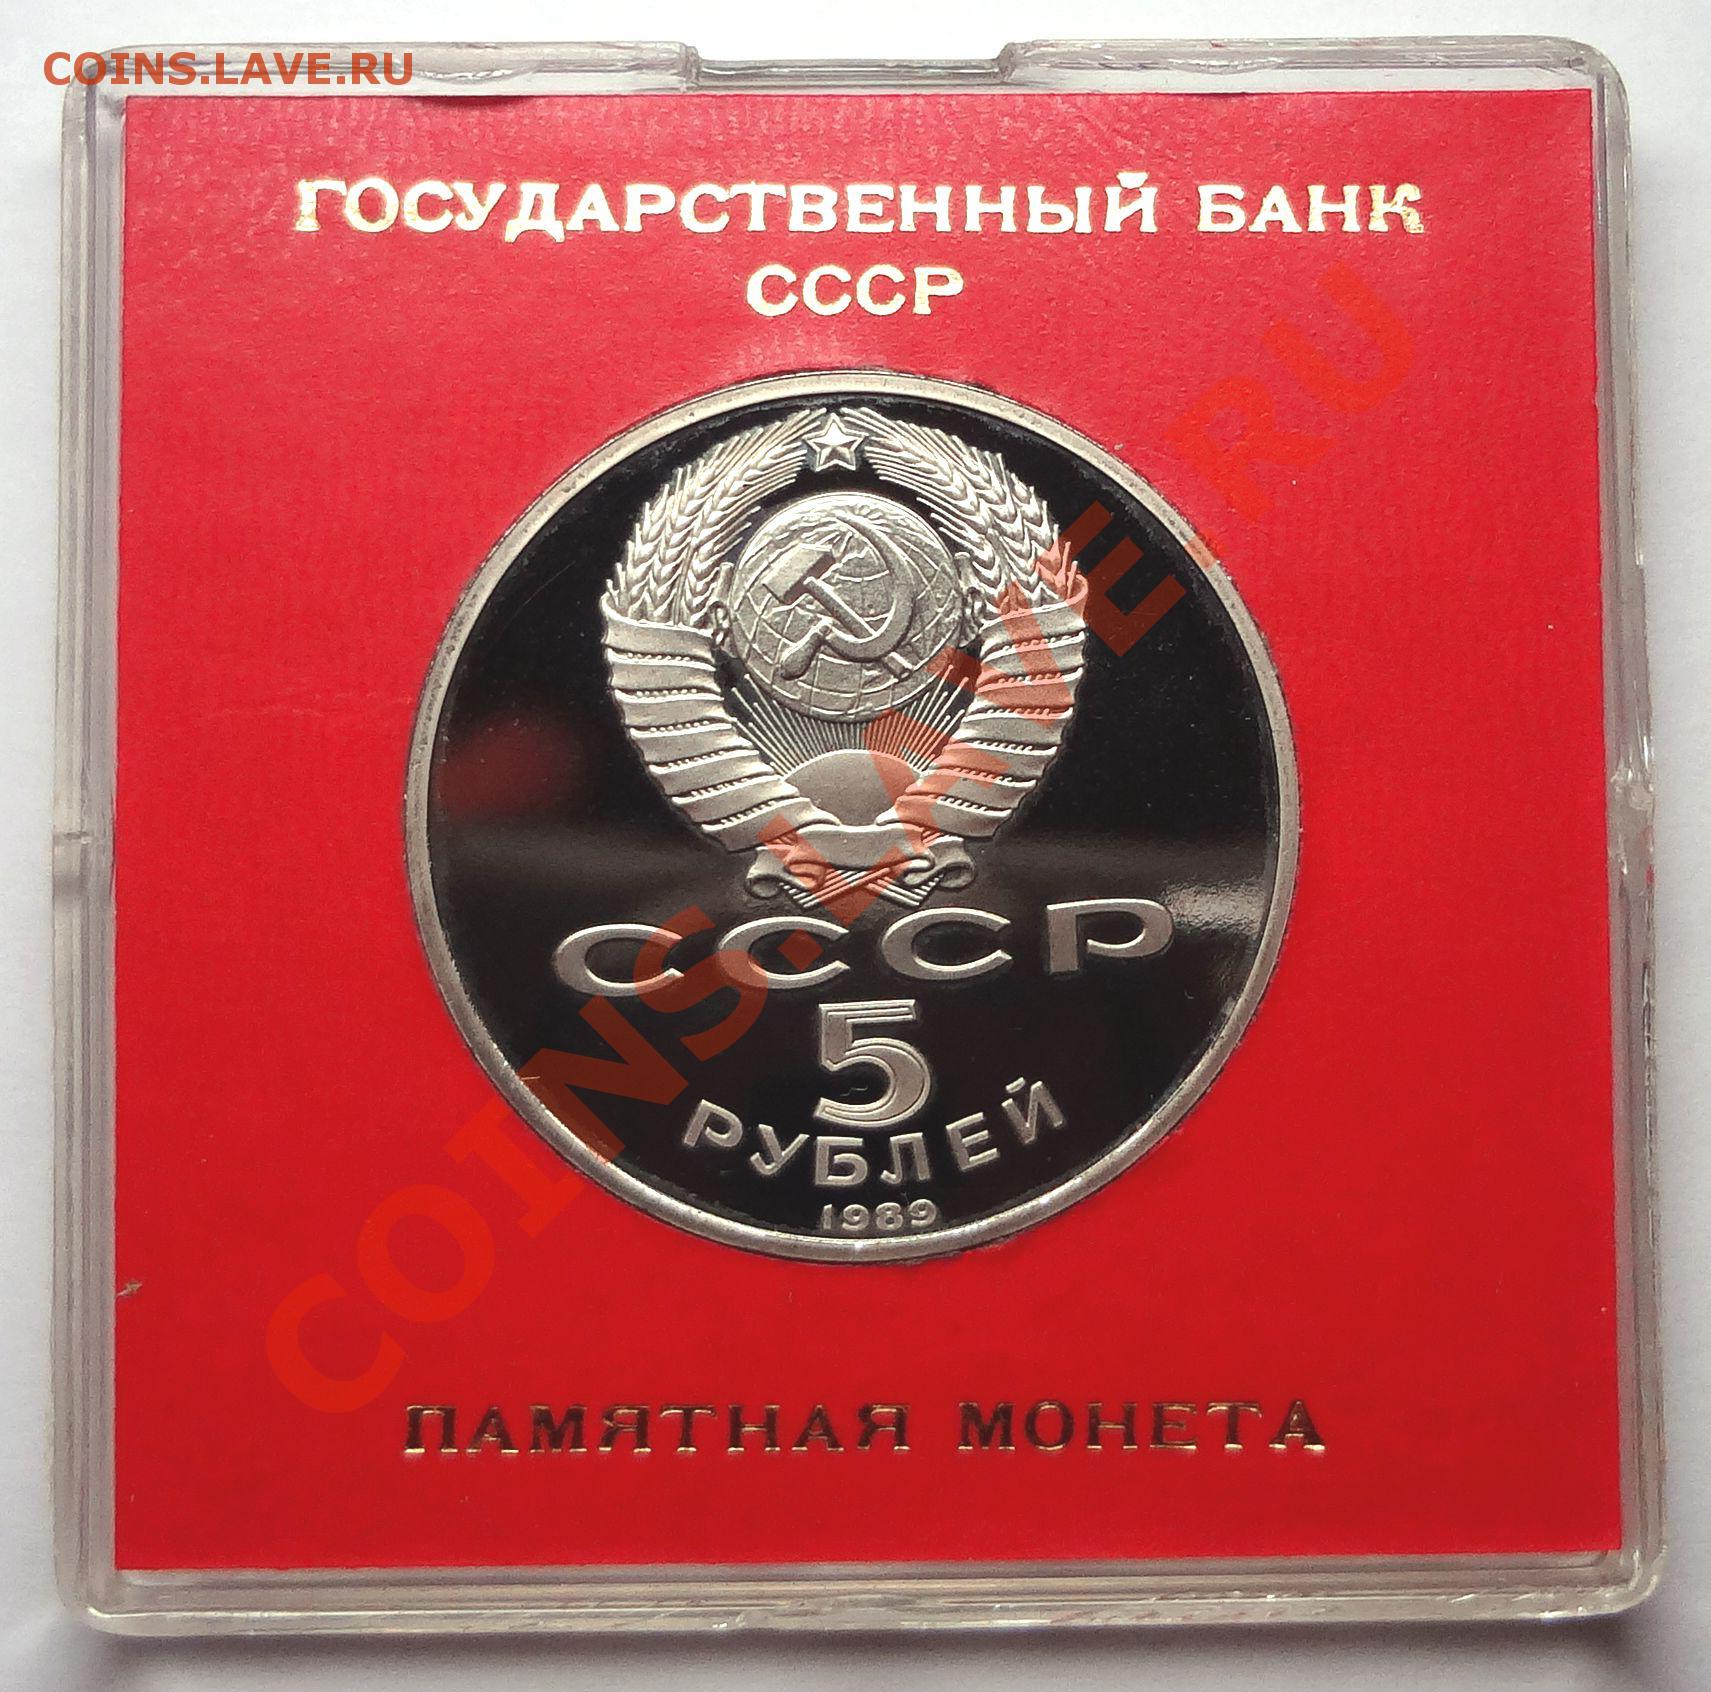 COINS.LAVE.RU
ГОСУДАРСТВЕННЫЙ БАНК
СССР
СССР
5
РУБЛЕЙ
1989
ПАМЯТНАЯ МОНЕТА
COINS.LAVE.RU